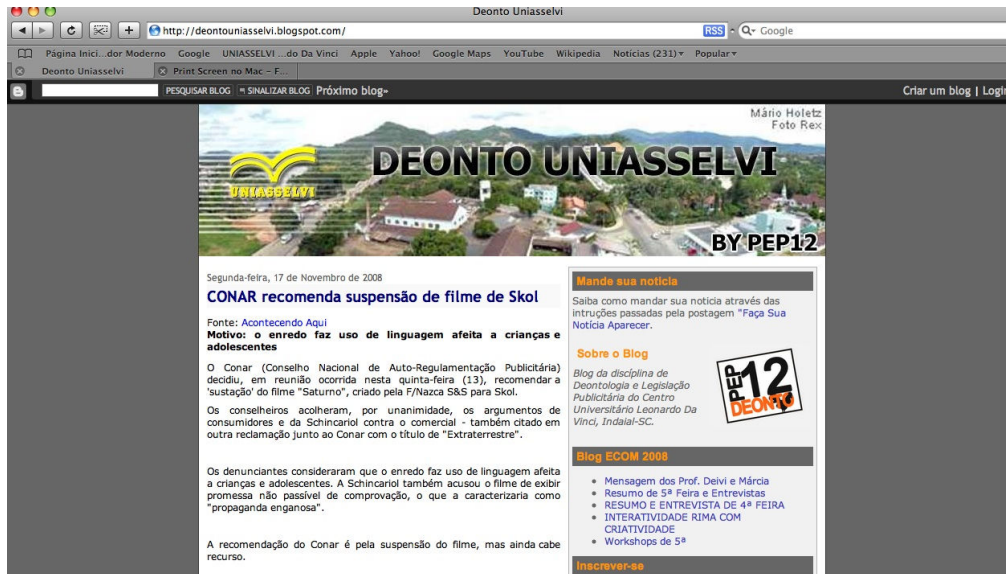 Deonto Uniasselvi
http://deontouniasselvi.blogspot.com/
RSS
Google
Página Inici...dor Moderno Google UNIASSELVI ...do Da Vinci Apple Yahoo! Google Maps YouTube Wikipedia Notícias (231) Popular
Deonto Uniasselvi
Print Screen no Mac – F...
PESQUISAR BLOG SINALIZAR BLOG Próximo blog»
Criar um blog | Login
Mário Holetz
Foto Rex
DEONTO UNIASSELVI
UNIASSELVI
BY PEP12
Segunda-feira, 17 de Novembro de 2008
CONAR recomenda suspensão de filme de Skol
Fonte: Acontecendo Aqui
Motivo: o enredo faz uso de linguagem afeita a crianças e
adolescentes
O Conar (Conselho Nacional de Auto-Regulamentação Publicitária)
decidiu, em reunião ocorrida nesta quinta-feira (13), recomendar a
'sustação' do filme "Saturno", criado pela F/Nazca S&S para Skol.
Os conselheiros acolheram, por unanimidade, os argumentos de
consumidores e da Schincariol contra o comercial - também citado em
outra reclamação junto ao Conar com o título de "Extraterrestre".
Os denunciantes consideraram que o enredo faz uso de linguagem afeita
a crianças e adolescentes. A Schincariol também acusou o filme de exibir
promessa não passível de comprovação, o que a caracterizaria como
"propaganda enganosa".
A recomendação do Conar é pela suspensão do filme, mas ainda cabe
recurso.
Mande sua noticia
Saiba como mandar sua noticia através das
intruções passadas pela postagem "Faça Sua
Notícia Aparecer.
Sobre o Blog
Blog da discíplina de
Deontologia e Legislação
Publicitária do Centro
Universitário Leonardo Da
Vinci, Indaial-SC.
PEP
12
DEONTO
Blog ECOM 2008
Mensagem dos Prof. Deivi e Márcia
Resumo de 5ª Feira e Entrevistas
RESUMO E ENTREVISTA DE 4ª FEIRA
INTERATIVIDADE RIMA COM
CRIATIVIDADE
Workshops de 5ª
Inscrever-se